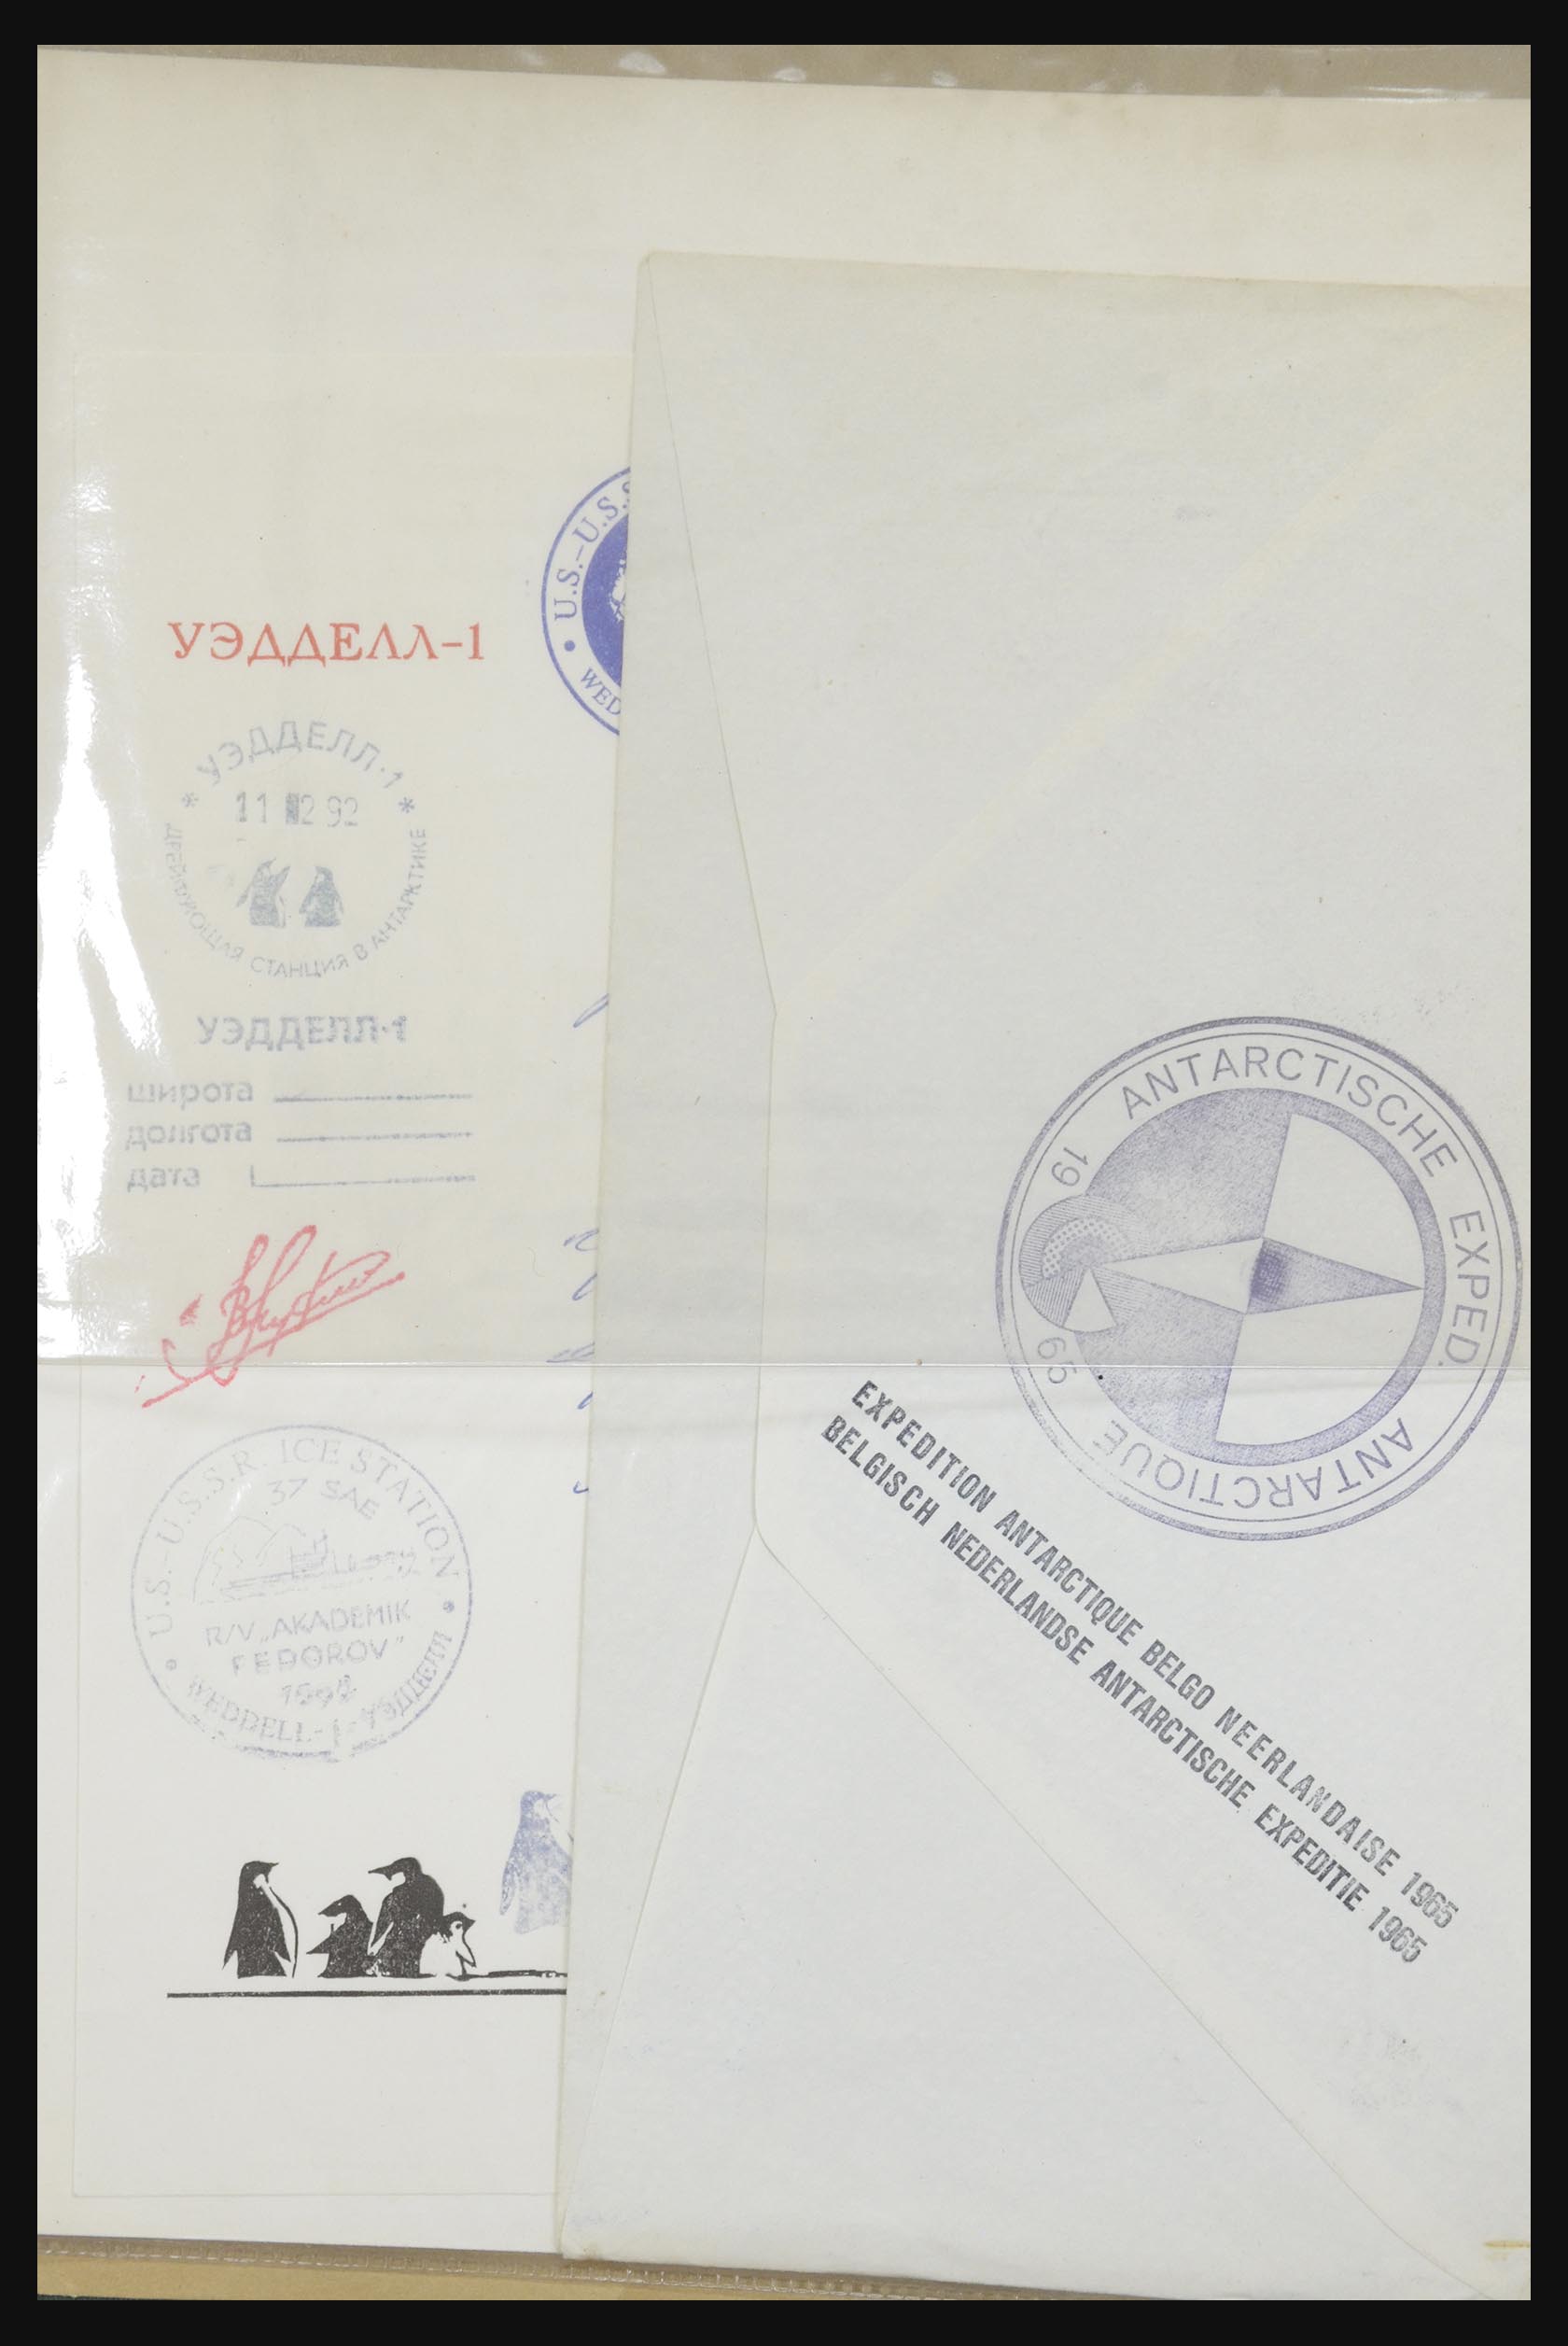 • U.S.–U.S.S
WED
УЭДДЕЛЛ–1
* УЭДДЕЛЛ·1 *
11 12 92
ДРЕЙФУЮЩАЯ СТАНЦИЯ В АНТАРКТИКЕ
УЭДДЕЛЛ·1
широта
долгота
дата
• U.S.–U.S.S.R. ICE STATION •
37 SAE
R/V „AKADEMIK
FEDOROV”
1992
WEDDELL–1–УЭДДЕЛЛ
ANTARCTISCHE EXPED.
ANTARCTIQUE
19 65
EXPEDITION ANTARCTIQUE BELGO NEERLANDAISE 1965
BELGISCH NEDERLANDSE ANTARCTISCHE EXPEDITIE 1965